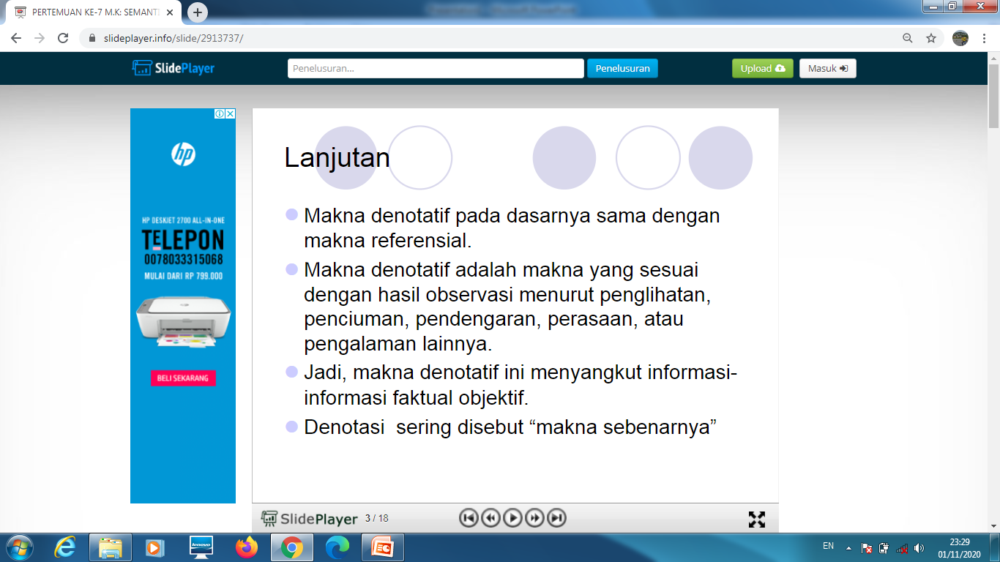 PERTEMUAN KE-7 M.K: SEMANTI
slideplayer.info/slide/2913737/
SlidePlayer
Penelusuran...
Penelusuran
Upload
Masuk
hp
HP DESKJET 2700 ALL-IN-ONE
TELEPON
0078033315068
MULAI DARI RP 799.000
BELI SEKARANG
Lanjutan
Makna denotatif pada dasarnya sama dengan
makna referensial.
Makna denotatif adalah makna yang sesuai
dengan hasil observasi menurut penglihatan,
penciuman, pendengaran, perasaan, atau
pengalaman lainnya.
Jadi, makna denotatif ini menyangkut informasi-
informasi faktual objektif.
Denotasi  sering disebut “makna sebenarnya”
SlidePlayer
3 / 18
lenovo
EN
23:29
01/11/2020